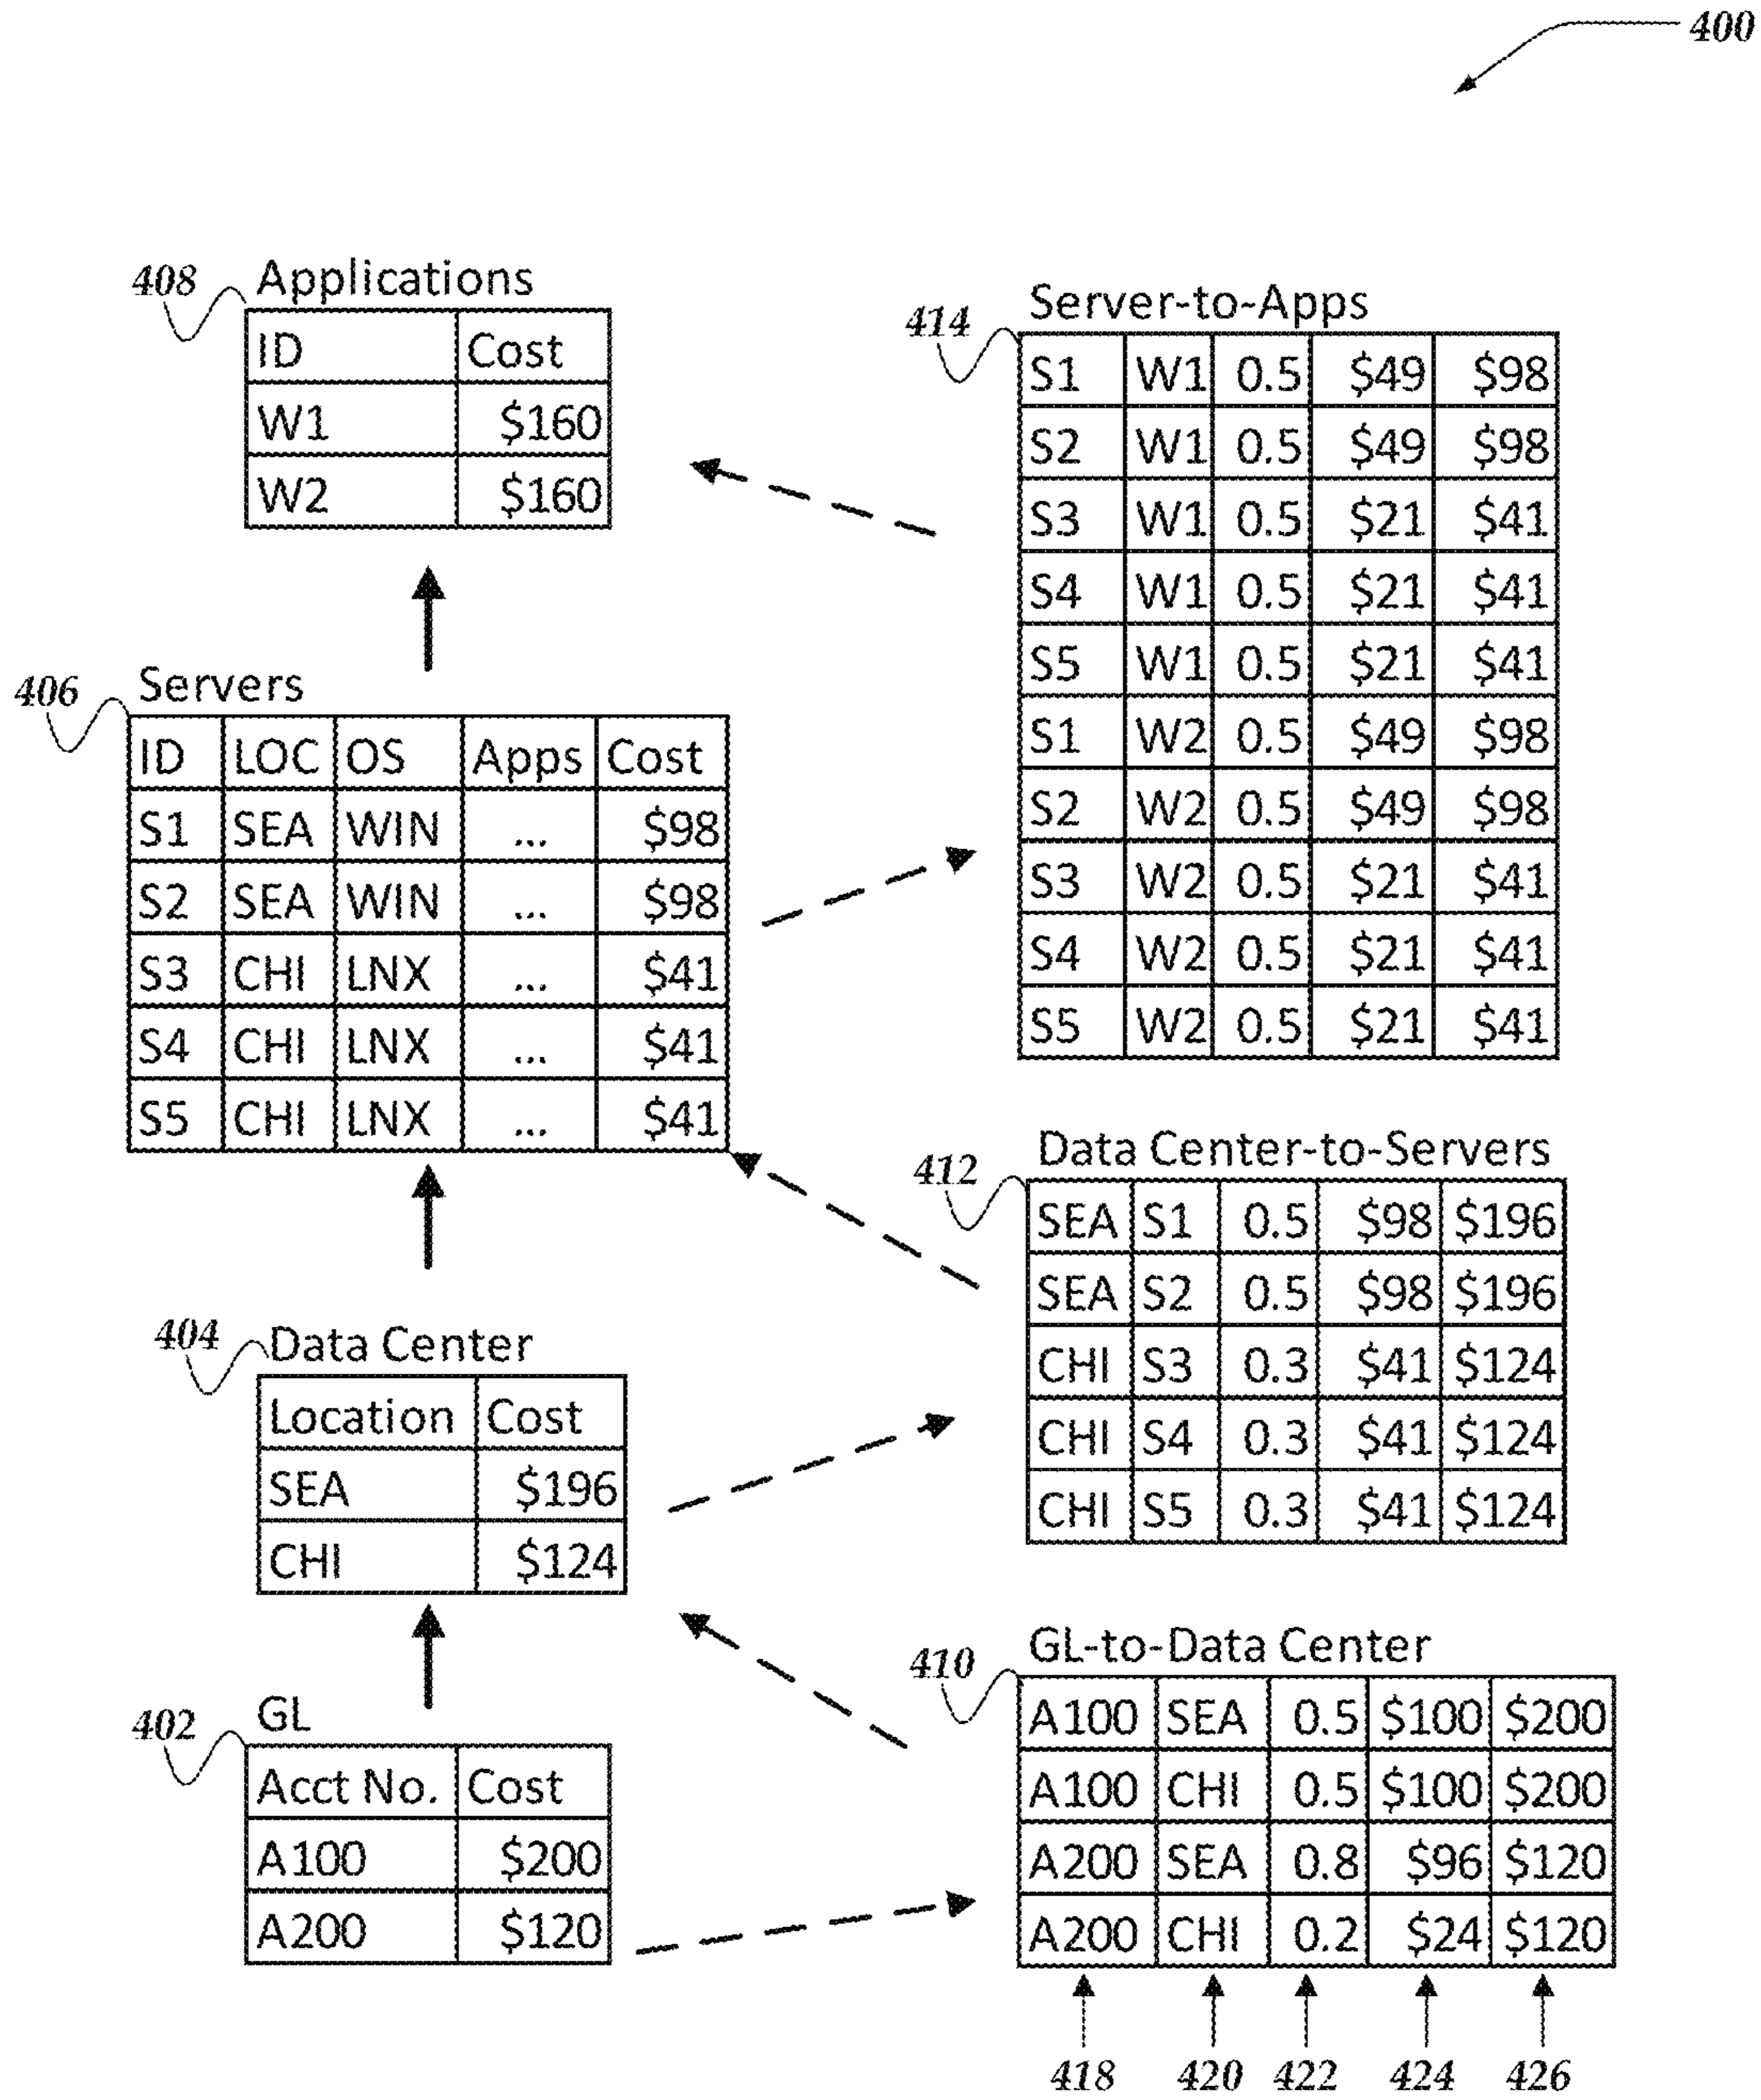 400
408
Applications
ID Cost
W1 $160
W2 $160
414
Server-to-Apps
S1 W1 0.5 $49 $98
S2 W1 0.5 $49 $98
S3 W1 0.5 $21 $41
S4 W1 0.5 $21 $41
S5 W1 0.5 $21 $41
S1 W2 0.5 $49 $98
S2 W2 0.5 $49 $98
S3 W2 0.5 $21 $41
S4 W2 0.5 $21 $41
S5 W2 0.5 $21 $41
406
Servers
ID LOC OS Apps Cost
S1 SEA WIN ... $98
S2 SEA WIN ... $98
S3 CHI LNX ... $41
S4 CHI LNX ... $41
S5 CHI LNX ... $41
412
Data Center-to-Servers
SEA S1 0.5 $98 $196
SEA S2 0.5 $98 $196
CHI S3 0.3 $41 $124
CHI S4 0.3 $41 $124
CHI S5 0.3 $41 $124
404
Data Center
Location Cost
SEA $196
CHI $124
410
GL-to-Data Center
A100 SEA 0.5 $100 $200
A100 CHI 0.5 $100 $200
A200 SEA 0.8 $96 $120
A200 CHI 0.2 $24 $120
418 420 422 424 426
402
GL
Acct No. Cost
A100 $200
A200 $120